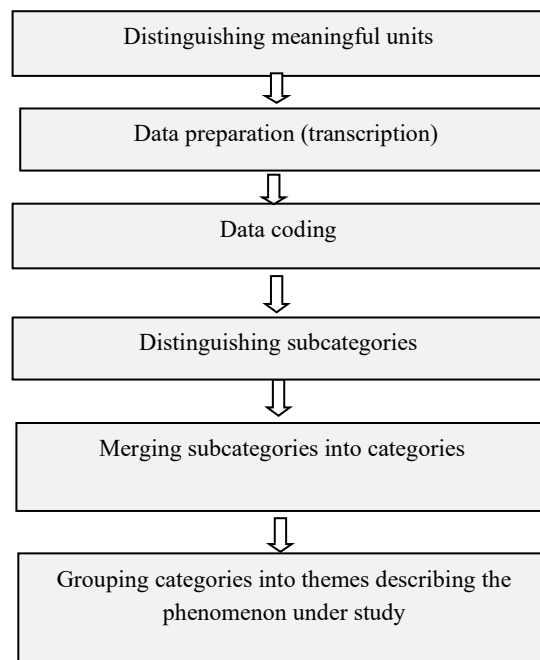 Distinguishing meaningful units
Data preparation (transcription)
Data coding
Distinguishing subcategories
Merging subcategories into categories
Grouping categories into themes describing the
phenomenon under study